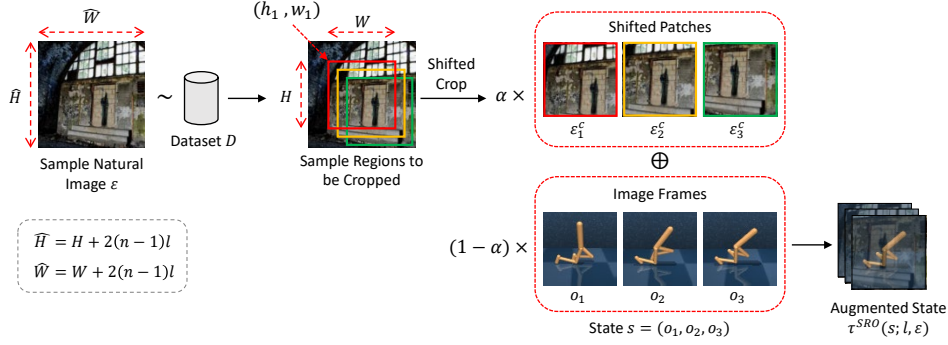 Ŵ
(h₁ , w₁)
W
Shifted Patches
Ĥ
~
H
Shifted
Crop
α ×
Dataset D
ε₁ᶜ
ε₂ᶜ
ε₃ᶜ
Sample Natural
Image ε
Sample Regions to
be Cropped
⊕
Image Frames
Ĥ = H + 2(n − 1)l
Ŵ = W + 2(n − 1)l
(1 − α) ×
o₁
o₂
o₃
State s = (o₁, o₂, o₃)
Augmented State
τ^{SRO}(s; l, ε)